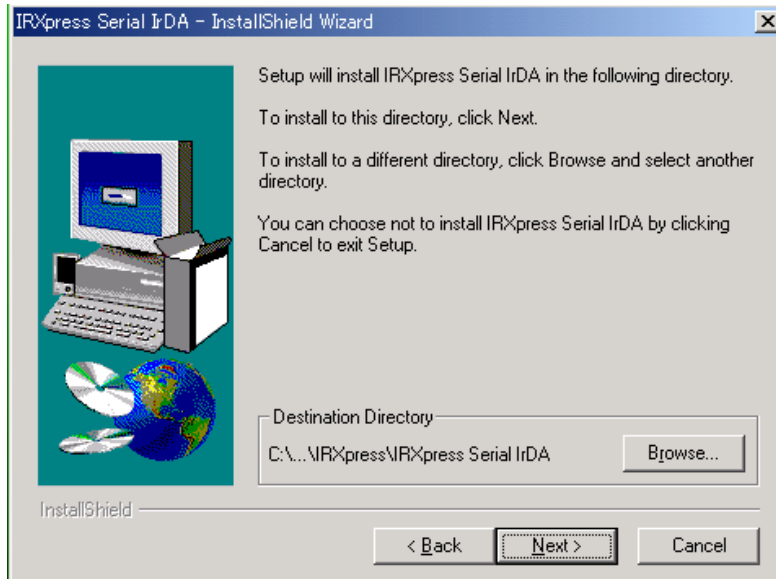 IRXpress Serial IrDA - InstallShield Wizard
Setup will install IRXpress Serial IrDA in the following directory.
To install to this directory, click Next.
To install to a different directory, click Browse and select another
directory.
You can choose not to install IRXpress Serial IrDA by clicking
Cancel to exit Setup.
Destination Directory
C:\...\IRXpress\IRXpress Serial IrDA
Browse...
InstallShield
< Back
Next >
Cancel